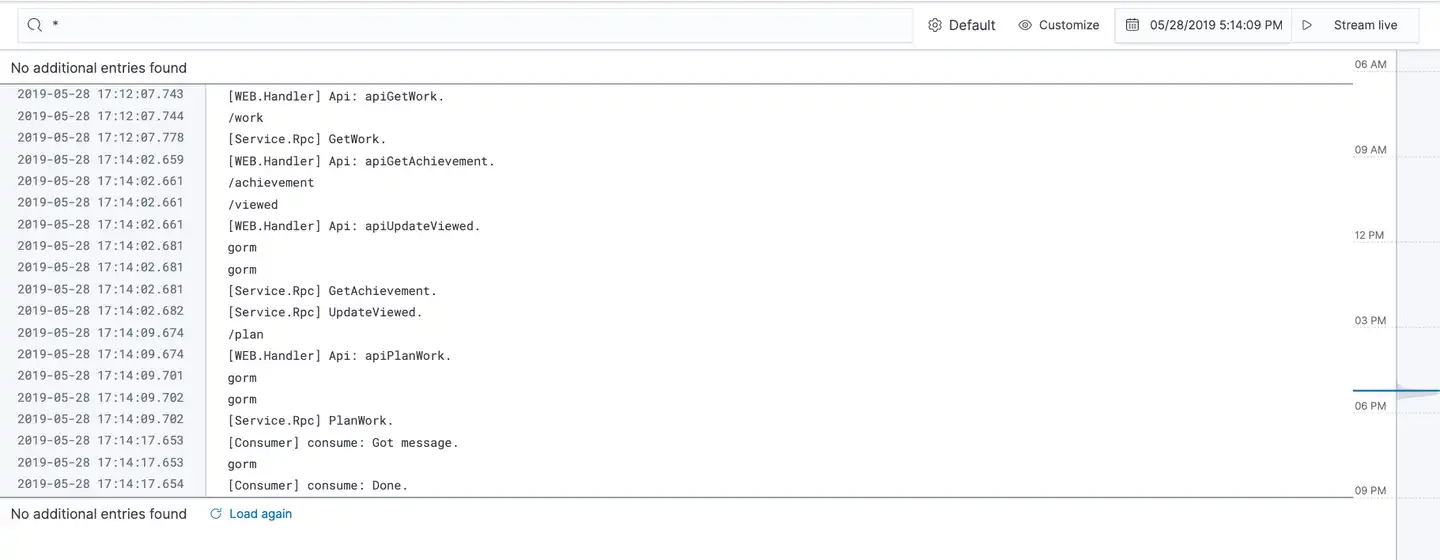 * Default Customize 05/28/2019 5:14:09 PM Stream live
No additional entries found
06 AM
2019-05-28 17:12:07.743 [WEB.Handler] Api: apiGetWork.
2019-05-28 17:12:07.744 /work
2019-05-28 17:12:07.778 [Service.Rpc] GetWork.
09 AM
2019-05-28 17:14:02.659 [WEB.Handler] Api: apiGetAchievement.
2019-05-28 17:14:02.661 /achievement
2019-05-28 17:14:02.661 /viewed
2019-05-28 17:14:02.661 [WEB.Handler] Api: apiUpdateViewed.
12 PM
2019-05-28 17:14:02.681 gorm
2019-05-28 17:14:02.681 gorm
2019-05-28 17:14:02.681 [Service.Rpc] GetAchievement.
2019-05-28 17:14:02.682 [Service.Rpc] UpdateViewed.
03 PM
2019-05-28 17:14:09.674 /plan
2019-05-28 17:14:09.674 [WEB.Handler] Api: apiPlanWork.
2019-05-28 17:14:09.701 gorm
2019-05-28 17:14:09.702 gorm
06 PM
2019-05-28 17:14:09.702 [Service.Rpc] PlanWork.
2019-05-28 17:14:17.653 [Consumer] consume: Got message.
2019-05-28 17:14:17.653 gorm
2019-05-28 17:14:17.654 [Consumer] consume: Done.
09 PM
No additional entries found Load again